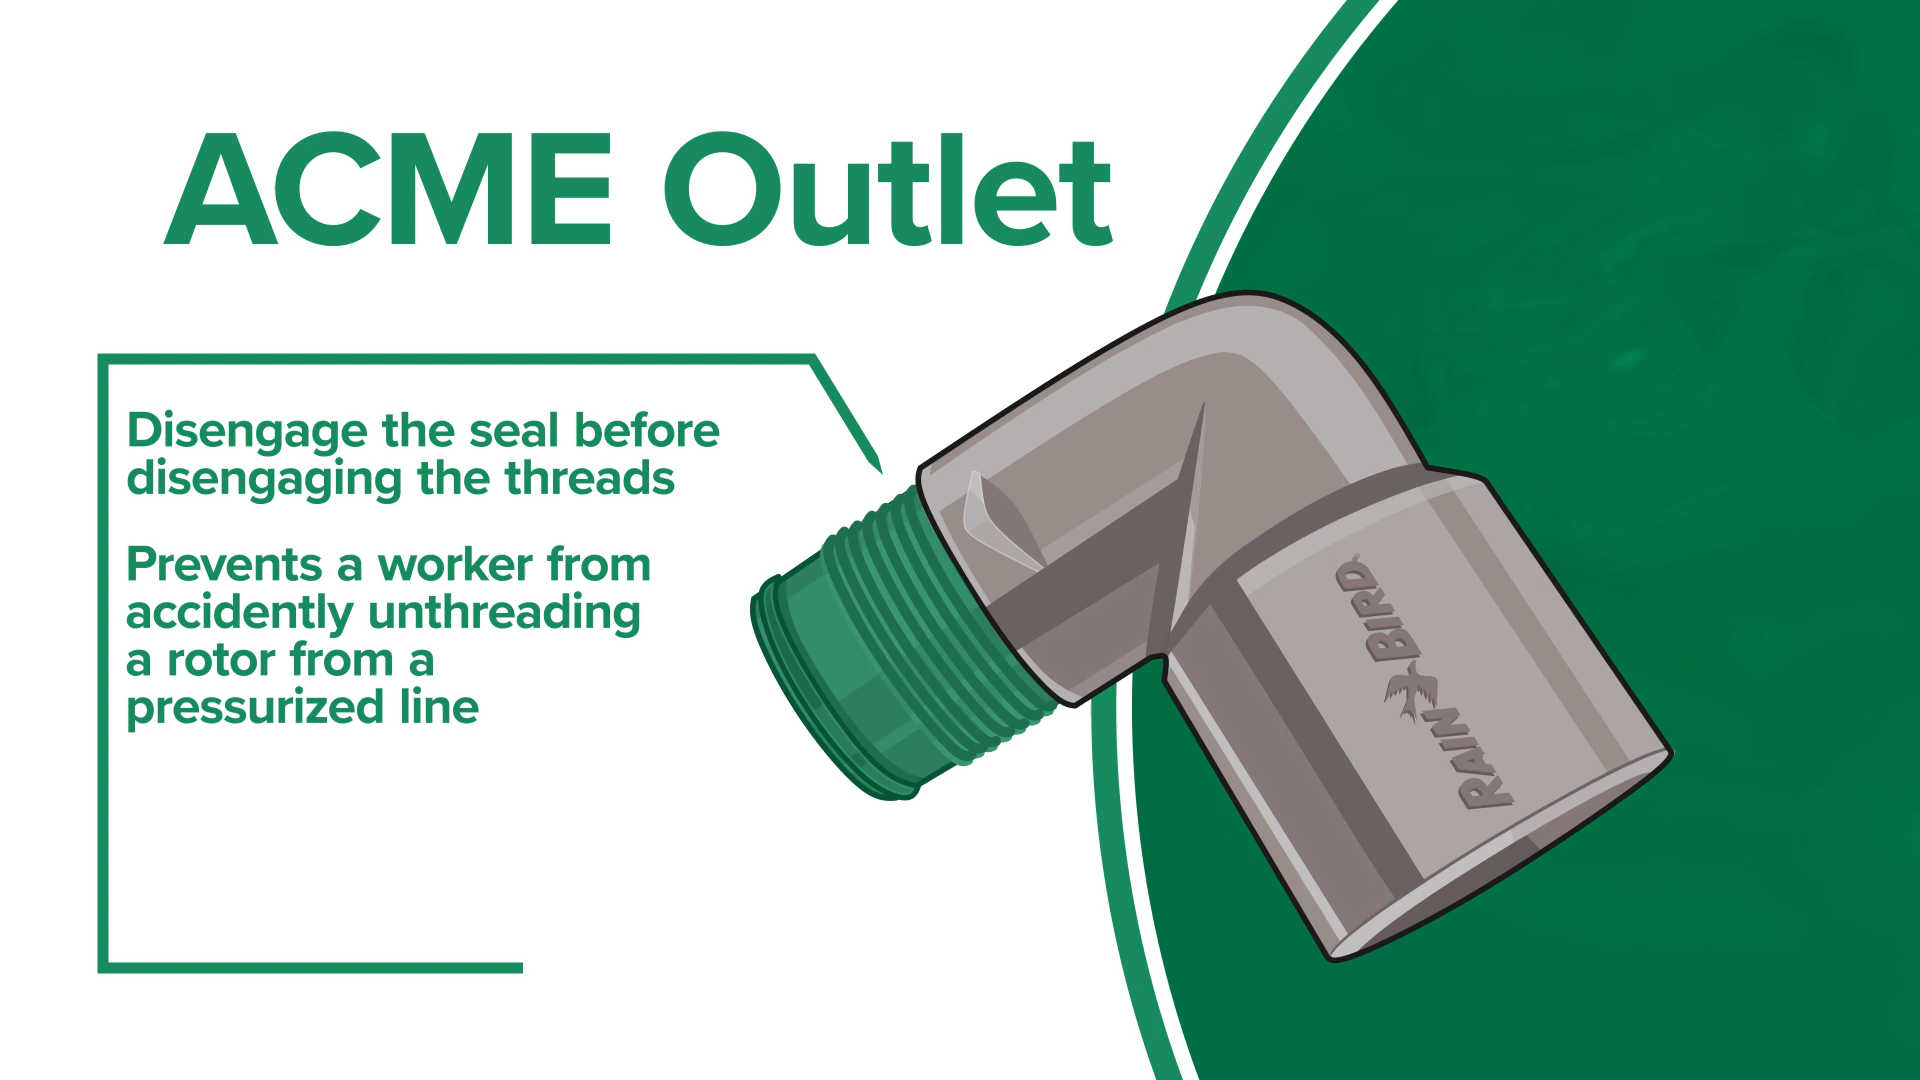 ACME Outlet
Disengage the seal before
disengaging the threads
Prevents a worker from
accidently unthreading
a rotor from a
pressurized line
RAIN BIRD®